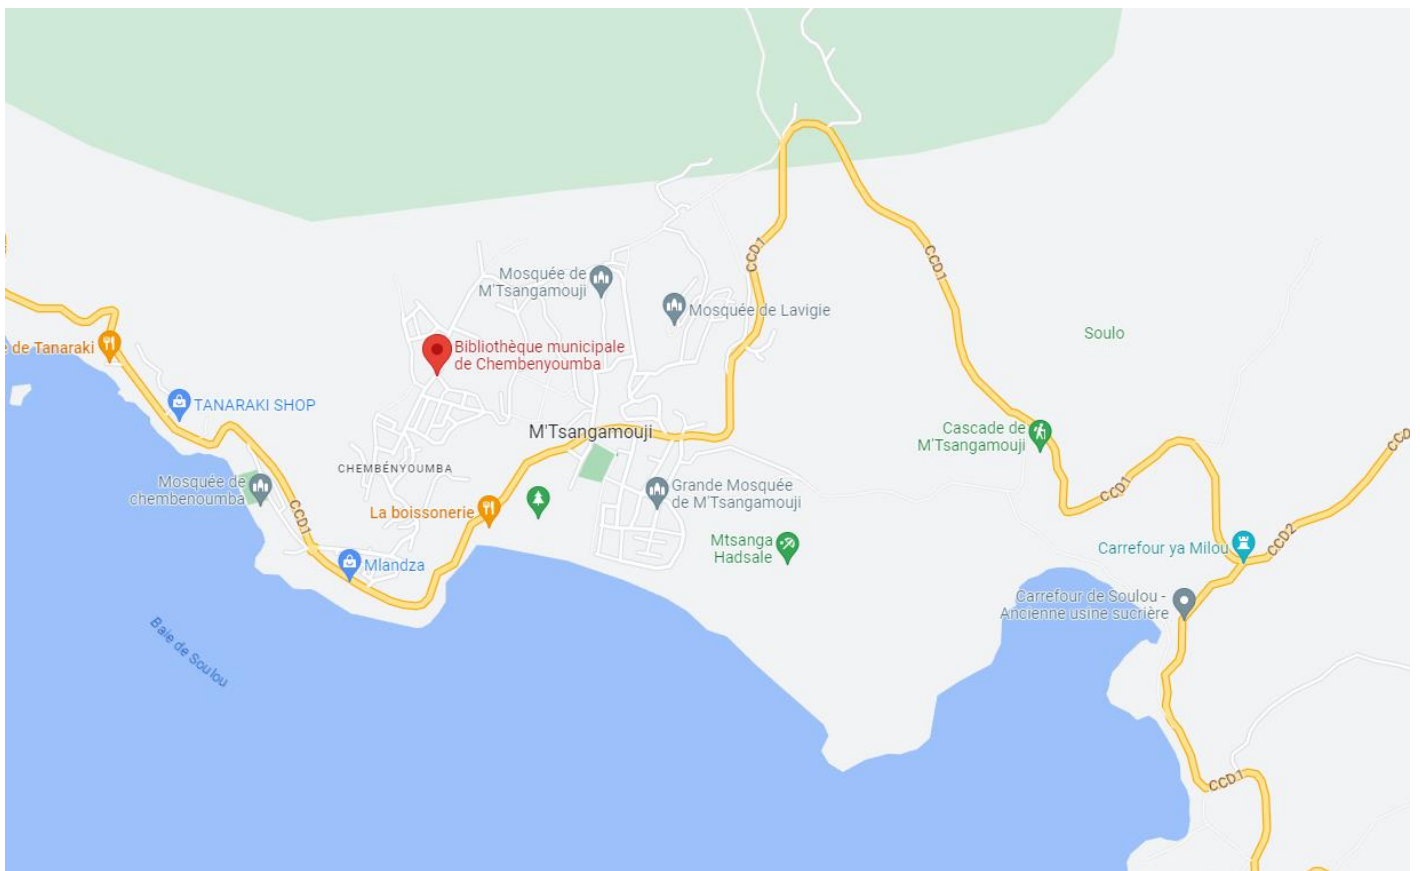 CCD1
Mosquée de
M'Tsangamouji
CCD1
Mosquée de Lavigie
Soulo
de Tanaraki
Bibliothèque municipale
de Chembenyoumba
TANARAKI SHOP
M'Tsangamouji
Cascade de
M'Tsangamouji
CCD
CHEMBÉNYOUMBA
Mosquée de
chembenoumba
Grande Mosquée
de M'Tsangamouji
CCD1
CCD1
La boissonerie
Mtsanga
Hadsale
Carrefour ya Milou
CCD2
Mlandza
Carrefour de Soulou -
Ancienne usine sucrière
Baie de Soulou
CCD1